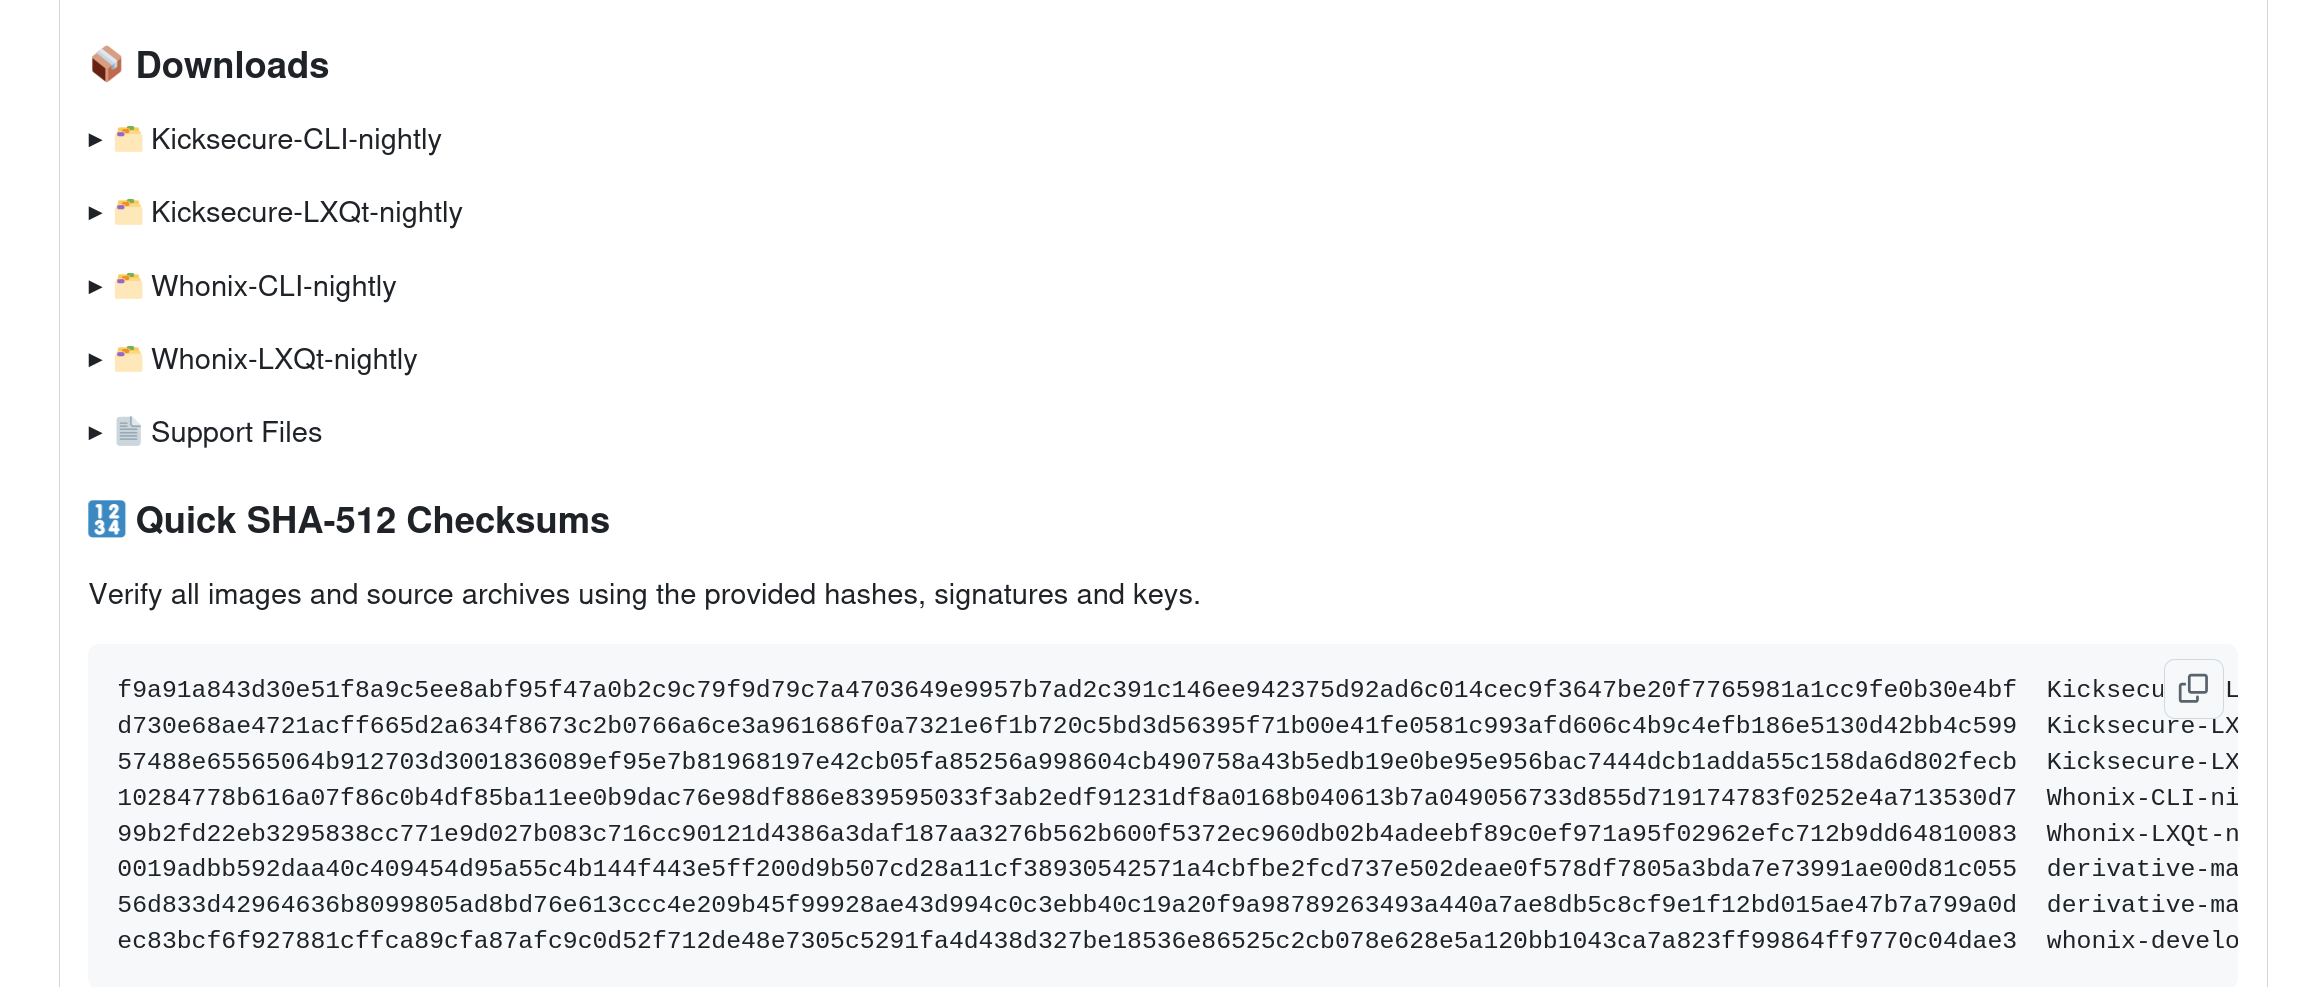 Downloads
Kicksecure-CLI-nightly
Kicksecure-LXQt-nightly
Whonix-CLI-nightly
Whonix-LXQt-nightly
Support Files
Quick SHA-512 Checksums
Verify all images and source archives using the provided hashes, signatures and keys.
f9a91a843d30e51f8a9c5ee8abf95f47a0b2c9c79f9d79c7a4703649e9957b7ad2c391c146ee942375d92ad6c014cec9f3647be20f7765981a1cc9fe0b30e4bf Kicksecu L
d730e68ae4721acff665d2a634f8673c2b0766a6ce3a961686f0a7321e6f1b720c5bd3d56395f71b00e41fe0581c993afd606c4b9c4efb186e5130d42bb4c599 Kicksecure-LX
57488e65565064b912703d3001836089ef95e7b81968197e42cb05fa85256a998604cb490758a43b5edb19e0be95e956bac7444dcb1adda55c158da6d802fecb Kicksecure-LX
10284778b616a07f86c0b4df85ba11ee0b9dac76e98df886e839595033f3ab2edf91231df8a0168b040613b7a049056733d855d719174783f0252e4a713530d7 Whonix-CLI-ni
99b2fd22eb3295838cc771e9d027b083c716cc90121d4386a3daf187aa3276b562b600f5372ec960db02b4adeebf89c0ef971a95f02962efc712b9dd64810083 Whonix-LXQt-n
0019adbb592daa40c409454d95a55c4b144f443e5ff200d9b507cd28a11cf38930542571a4cbfbe2fcd737e502deae0f578df7805a3bda7e73991ae00d81c055 derivative-ma
56d833d42964636b8099805ad8bd76e613ccc4e209b45f99928ae43d994c0c3ebb40c19a20f9a98789263493a440a7ae8db5c8cf9e1f12bd015ae47b7a799a0d derivative-ma
ec83bcf6f927881cffca89cfa87afc9c0d52f712de48e7305c5291fa4d438d327be18536e86525c2cb078e628e5a120bb1043ca7a823ff99864ff9770c04dae3 whonix-develo